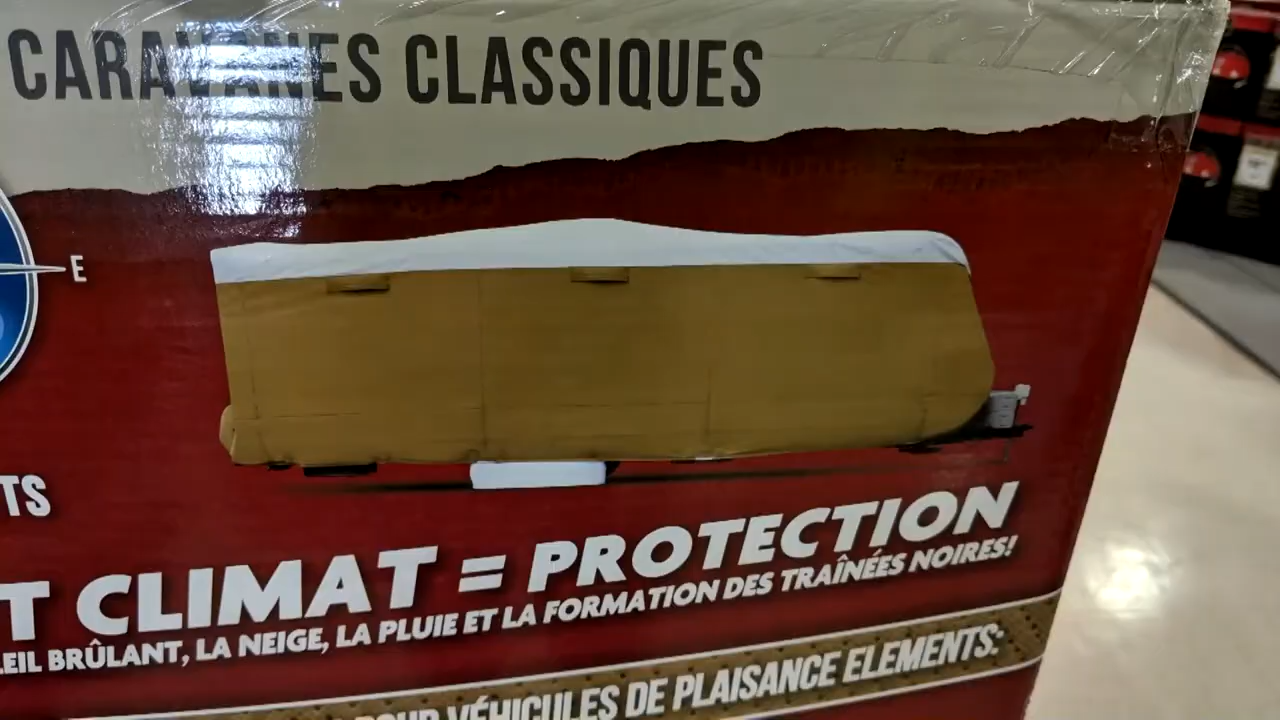 CARAVANES CLASSIQUES
E
TS
T CLIMAT = PROTECTION
EIL BRÛLANT, LA NEIGE, LA PLUIE ET LA FORMATION DES TRAÎNÉES NOIRES!
POUR VÉHICULES DE PLAISANCE ELEMENTS: